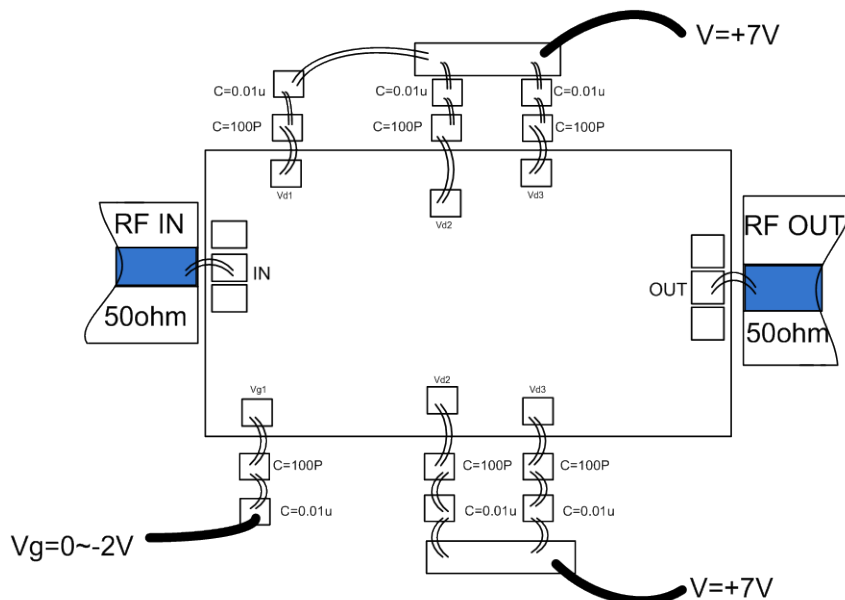 V=+7V
C=0.01u
C=0.01u
C=0.01u
C=100P
C=100P
C=100P
Vd1
Vd2
Vd3
RF IN
50ohm
IN
RF OUT
50ohm
OUT
Vg1
Vd2
Vd3
C=100P
C=100P
C=100P
C=0.01u
C=0.01u
C=0.01u
Vg=0~-2V
V=+7V